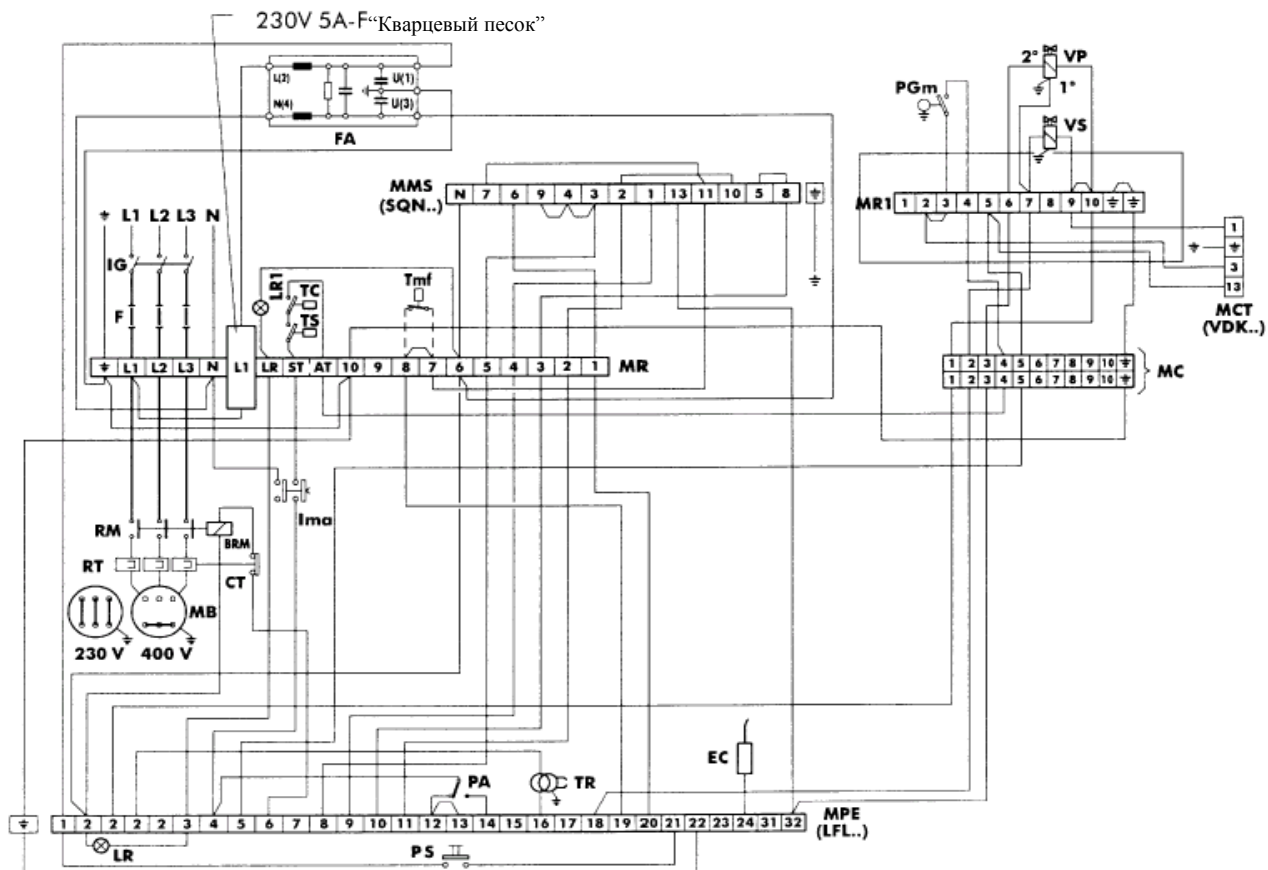 230V 5A-F“Кварцевый песок”
L(2) U(1)
N(4) U(3)
FA
2° VP
PGm 1°
VS
MMS (SQN..) N 7 6 9 4 3 2 1 13 11 10 5 8
MR1 1 2 3 4 5 6 7 8 9 10
1
3
13
MCT
(VDK..)
L1 L2 L3 N
IG
F
LR1 TC
TS
Tmf
L1 L2 L3 N L1 LR ST AT 10 9 8 7 6 5 4 3 2 1 MR
1 2 3 4 5 6 7 8 9 10
1 2 3 4 5 6 7 8 9 10
MC
Ima
RM BRM
RT CT
MB
230 V 400 V
EC
PA TR
1 2 2 2 2 3 4 5 6 7 8 9 10 11 12 13 14 15 16 17 18 19 20 21 22 23 24 31 32
MPE
(LFL..)
LR PS